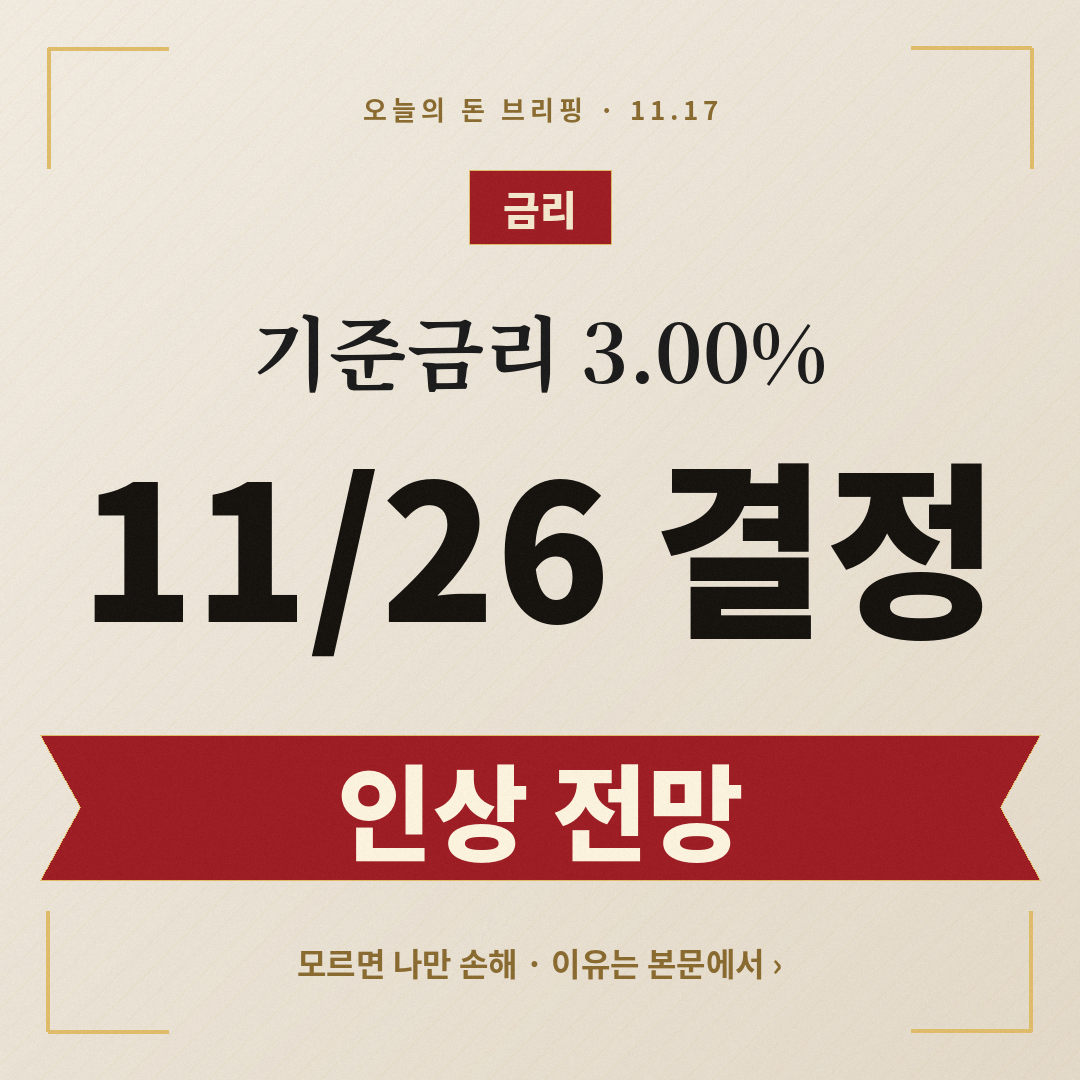 오늘의 돈 브리핑 · 11.17
금리
기준금리 3.00%
11/26 결정
인상 전망
모르면 나만 손해 · 이유는 본문에서 ›